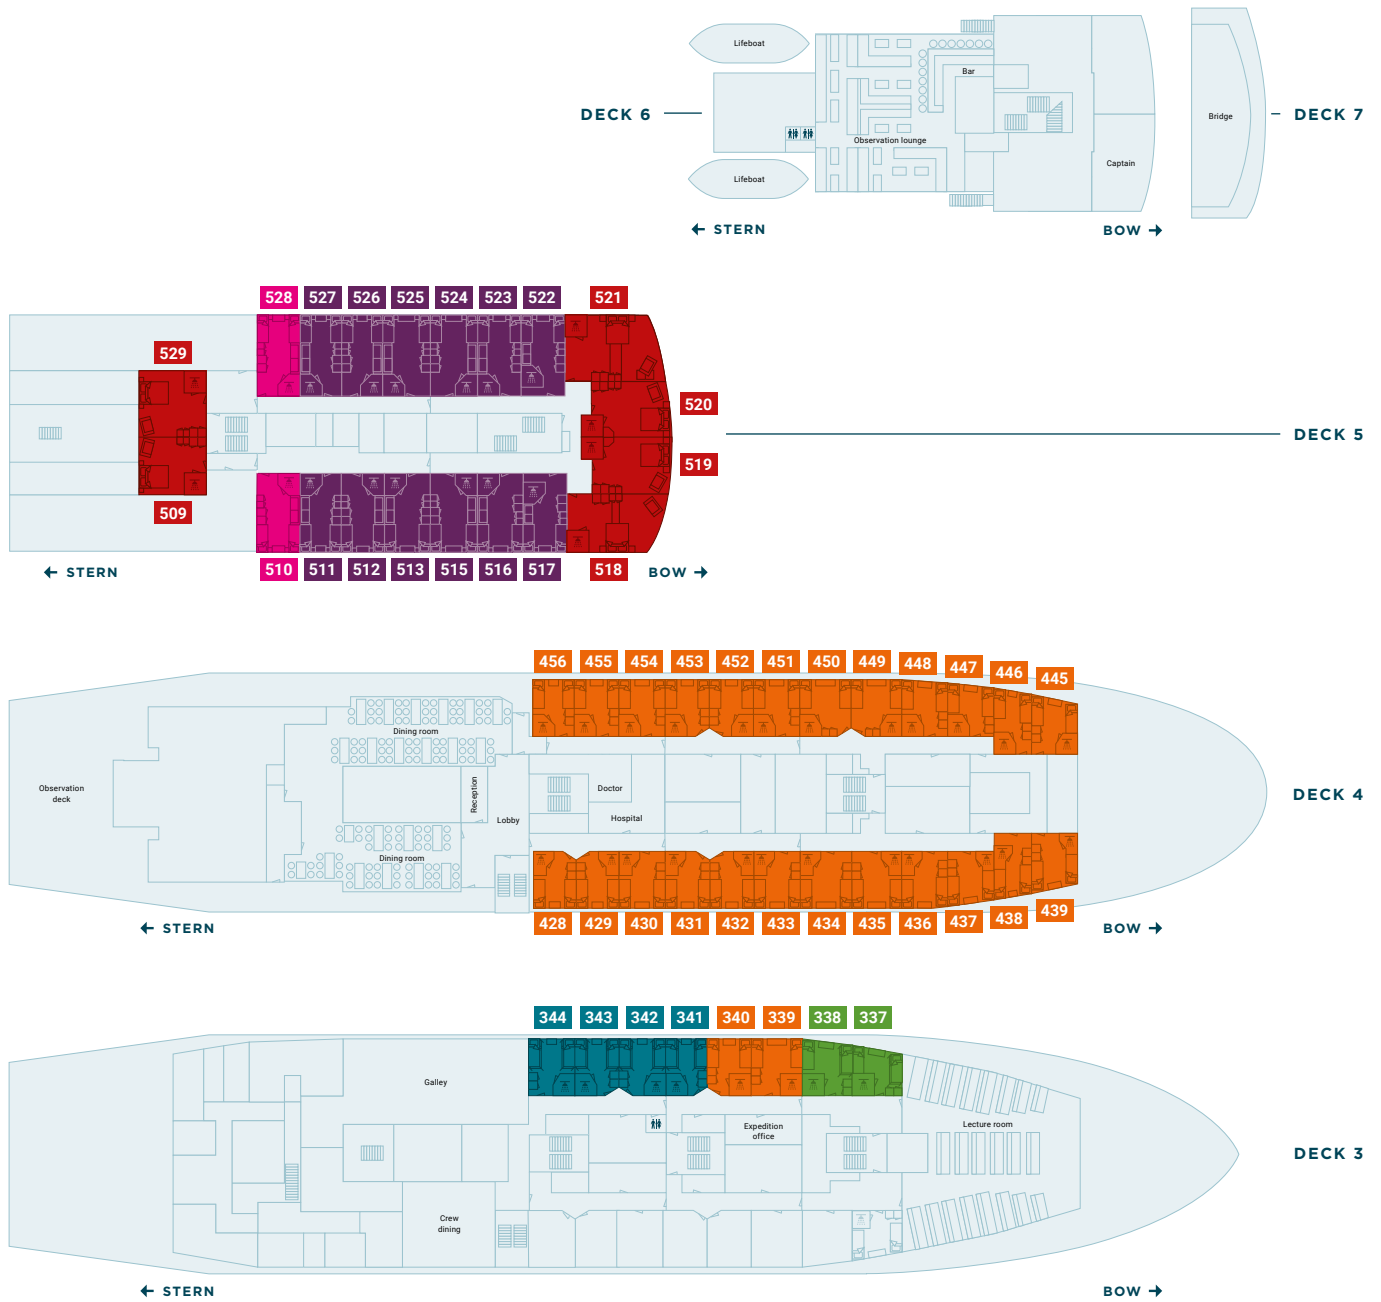 Lifeboat
Bar
DECK 6
DECK 7
Bridge
Observation lounge
Captain
Lifeboat
STERN
BOW
528 527 526 525 524 523 522 521
529
520
DECK 5
519
509
510 511 512 513 515 516 517 518
STERN
BOW
456 455 454 453 452 451 450 449 448 447 446 445
Dining room
Observation
deck
Reception
Doctor
DECK 4
Lobby
Hospital
Dining room
428 429 430 431 432 433 434 435 436 437 438 439
STERN
BOW
344 343 342 341 340 339 338 337
Galley
Expedition
office
Lecture room
DECK 3
Crew
dining
STERN
BOW